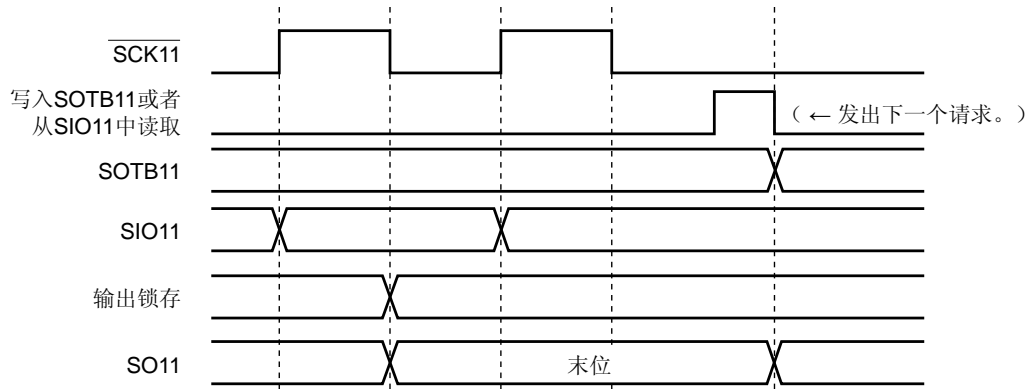 SCK11
写入SOTB11或者
从SIO11中读取
（ ← 发出下一个请求。）
SOTB11
SIO11
输出锁存
SO11
末位